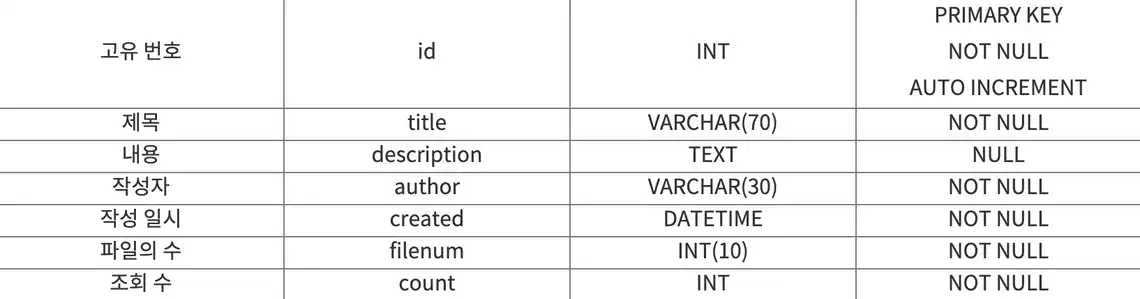 고유 번호 id INT PRIMARY KEY
NOT NULL
AUTO INCREMENT
제목 title VARCHAR(70) NOT NULL
내용 description TEXT NULL
작성자 author VARCHAR(30) NOT NULL
작성 일시 created DATETIME NOT NULL
파일의 수 filenum INT(10) NOT NULL
조회 수 count INT NOT NULL